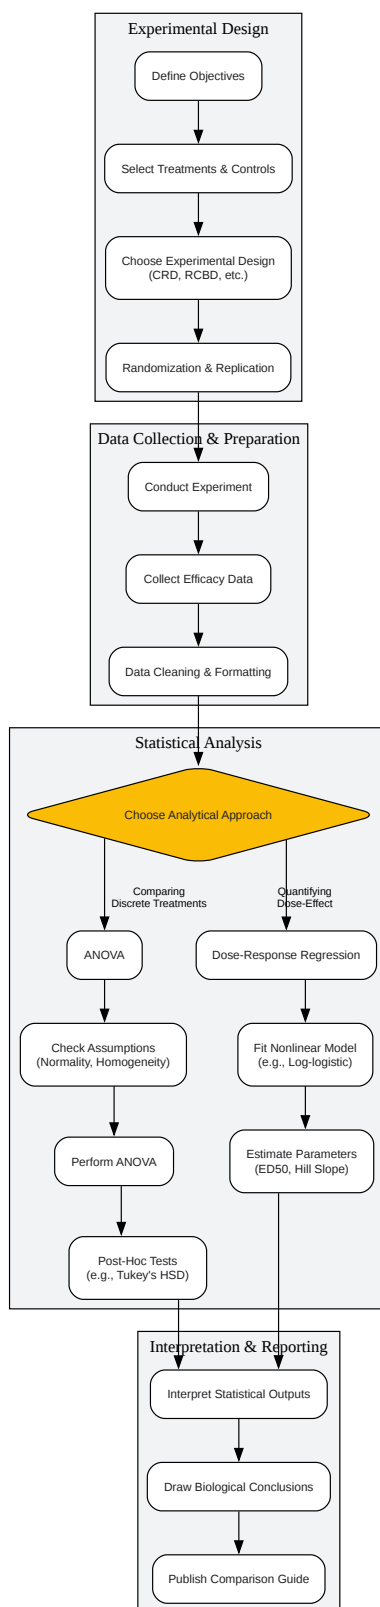 Experimental Design
Define Objectives
Select Treatments & Controls
Choose Experimental Design
(CRD, RCBD, etc.)
Randomization & Replication
Data Collection & Preparation
Conduct Experiment
Collect Efficacy Data
Data Cleaning & Formatting
Statistical Analysis
Choose Analytical Approach
Comparing
Discrete Treatments
Quantifying
Dose-Effect
ANOVA
Dose-Response Regression
Check Assumptions
(Normality, Homogeneity)
Fit Nonlinear Model
(e.g., Log-logistic)
Perform ANOVA
Estimate Parameters
(ED50, Hill Slope)
Post-Hoc Tests
(e.g., Tukey's HSD)
Interpretation & Reporting
Interpret Statistical Outputs
Draw Biological Conclusions
Publish Comparison Guide